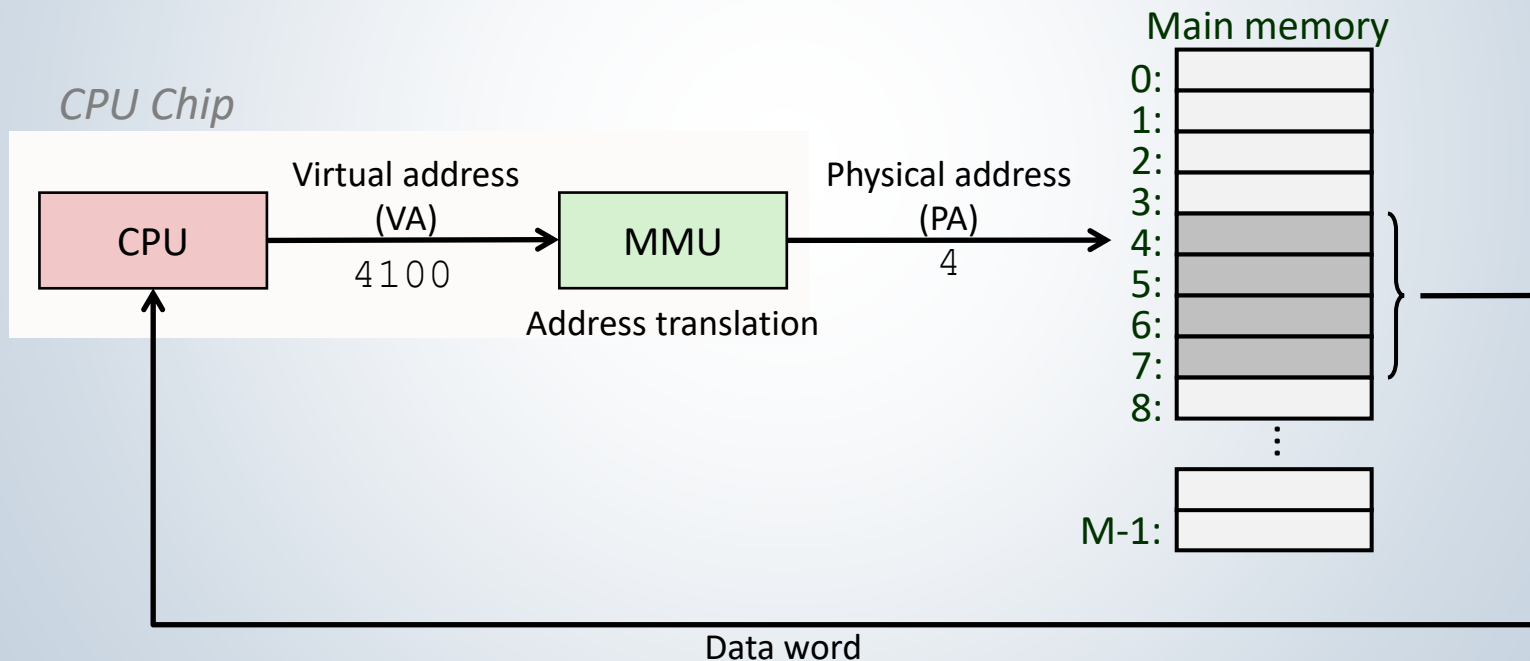 Main memory
CPU Chip
0:
1:
2:
3:
4:
5:
6:
7:
8:
⋮
M-1:
Virtual address
(VA)
4100
Physical address
(PA)
4
CPU
MMU
Address translation
Data word